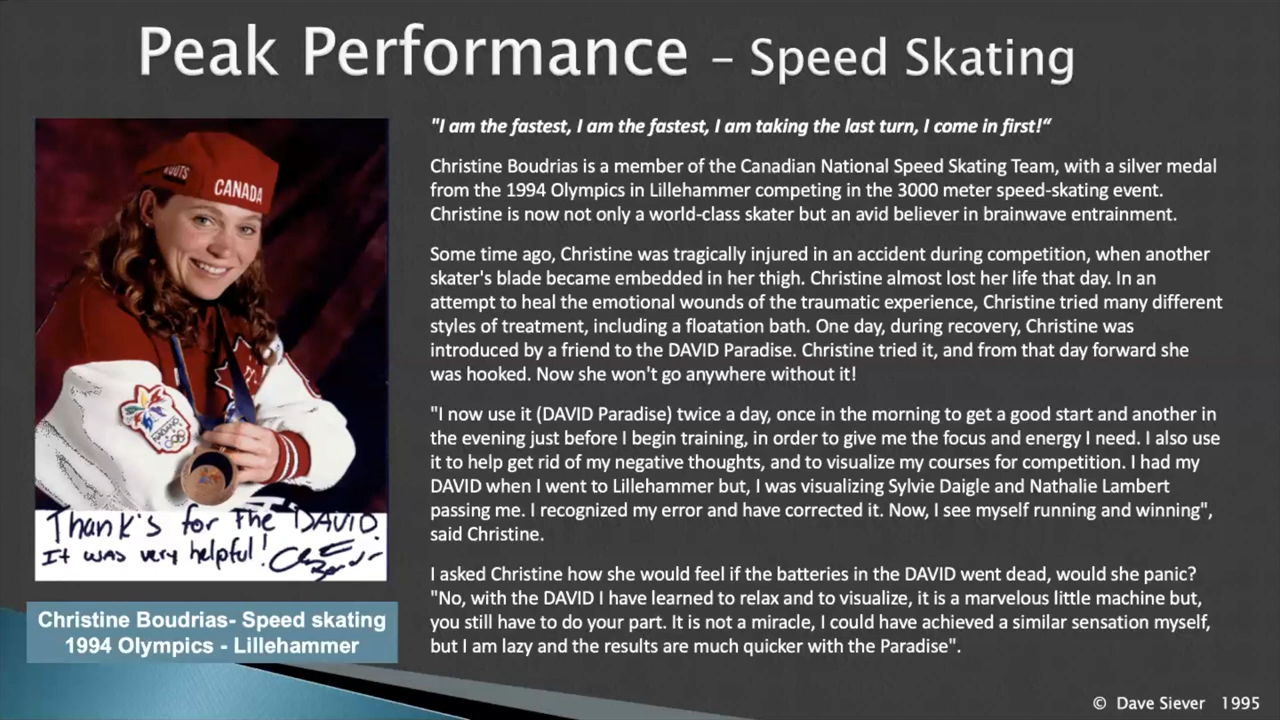 Peak Performance – Speed Skating
"I am the fastest, I am the fastest, I am taking the last turn, I come in first!“
Christine Boudrias is a member of the Canadian National Speed Skating Team, with a silver medal
from the 1994 Olympics in Lillehammer competing in the 3000 meter speed-skating event.
Christine is now not only a world-class skater but an avid believer in brainwave entrainment.
Some time ago, Christine was tragically injured in an accident during competition, when another
skater's blade became embedded in her thigh. Christine almost lost her life that day. In an
attempt to heal the emotional wounds of the traumatic experience, Christine tried many different
styles of treatment, including a floatation bath. One day, during recovery, Christine was
introduced by a friend to the DAVID Paradise. Christine tried it, and from that day forward she
was hooked. Now she won't go anywhere without it!
"I now use it (DAVID Paradise) twice a day, once in the morning to get a good start and another in
the evening just before I begin training, in order to give me the focus and energy I need. I also use
it to help get rid of my negative thoughts, and to visualize my courses for competition. I had my
DAVID when I went to Lillehammer but, I was visualizing Sylvie Daigle and Nathalie Lambert
passing me. I recognized my error and have corrected it. Now, I see myself running and winning",
said Christine.
I asked Christine how she would feel if the batteries in the DAVID went dead, would she panic?
"No, with the DAVID I have learned to relax and to visualize, it is a marvelous little machine but,
you still have to do your part. It is not a miracle, I could have achieved a similar sensation myself,
but I am lazy and the results are much quicker with the Paradise".
ROOTS
CANADA
Thank's for the DAVID.
It was very helpful!
Christine Boudrias- Speed skating
1994 Olympics - Lillehammer
© Dave Siever 1995